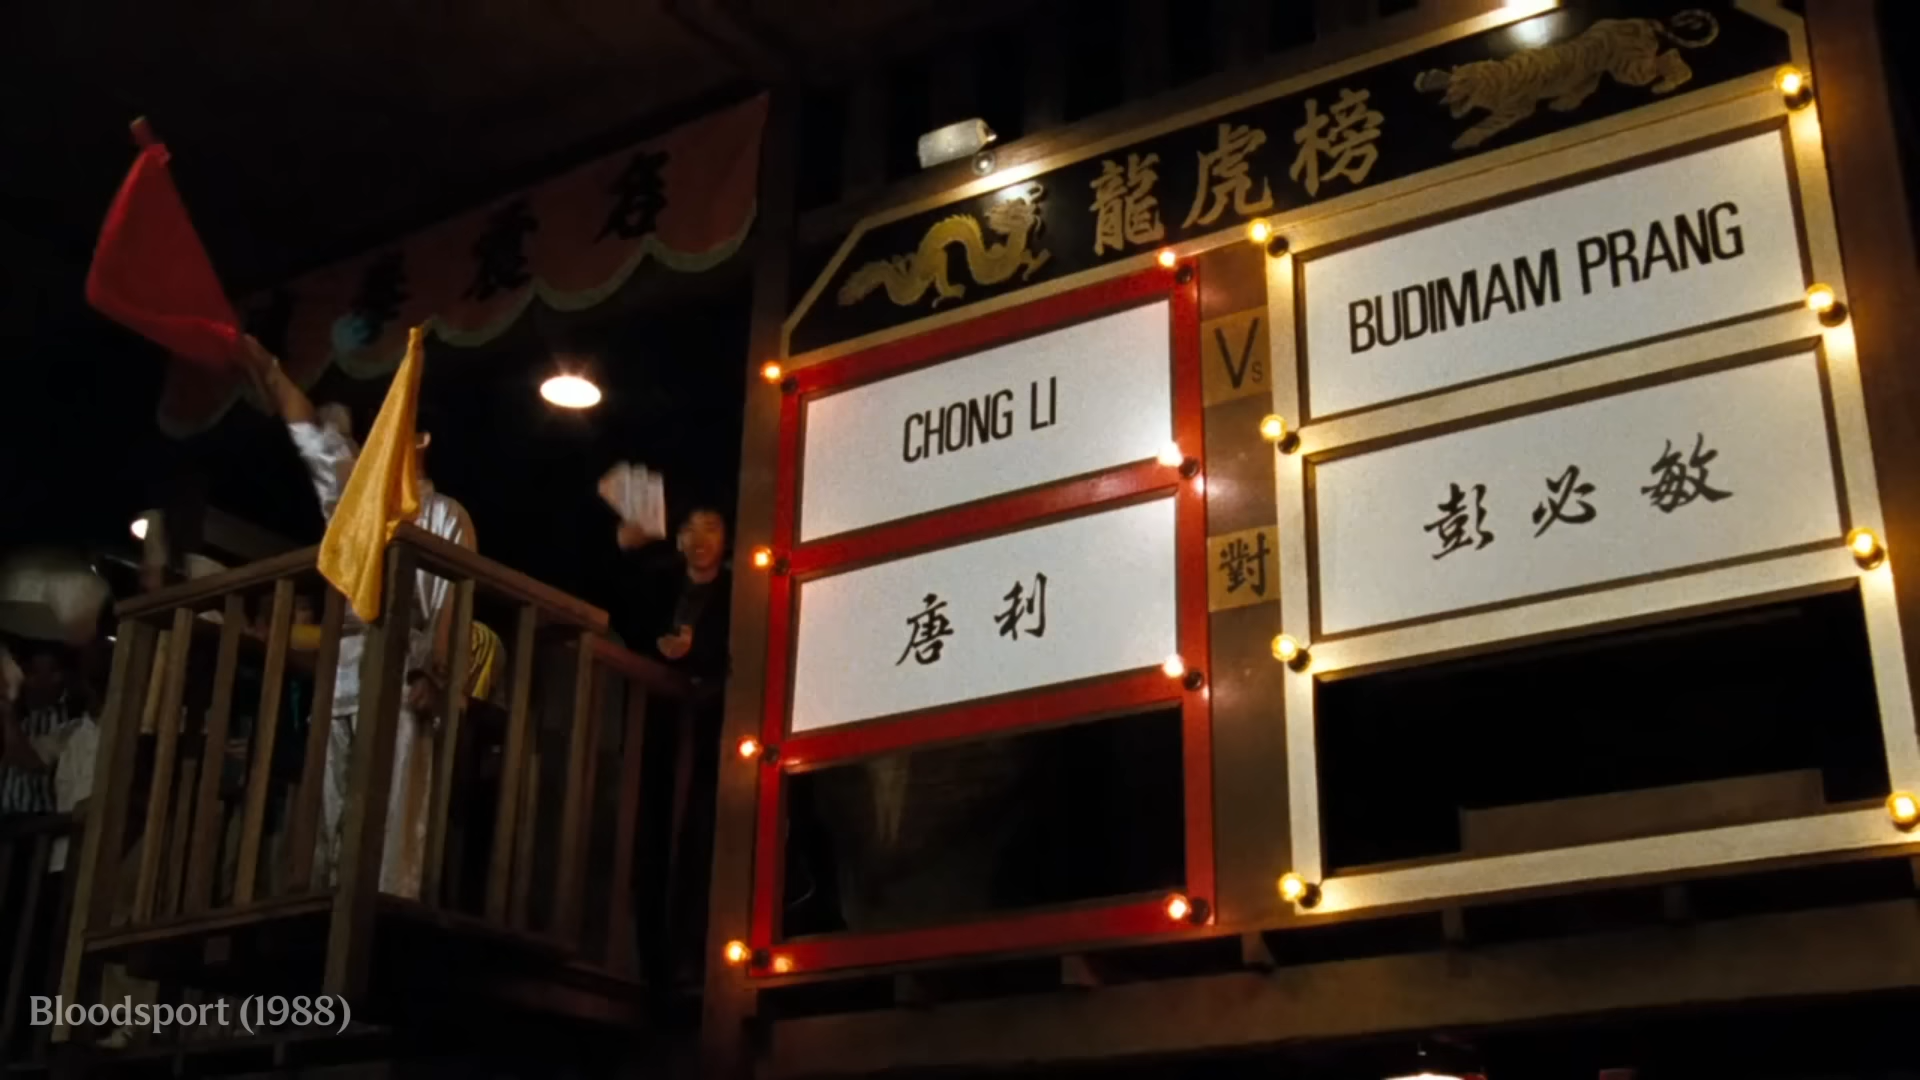 龍虎榜
CHONG LI
Vs
BUDIMAM PRANG
唐利
對
彭必敏
Bloodsport (1988)